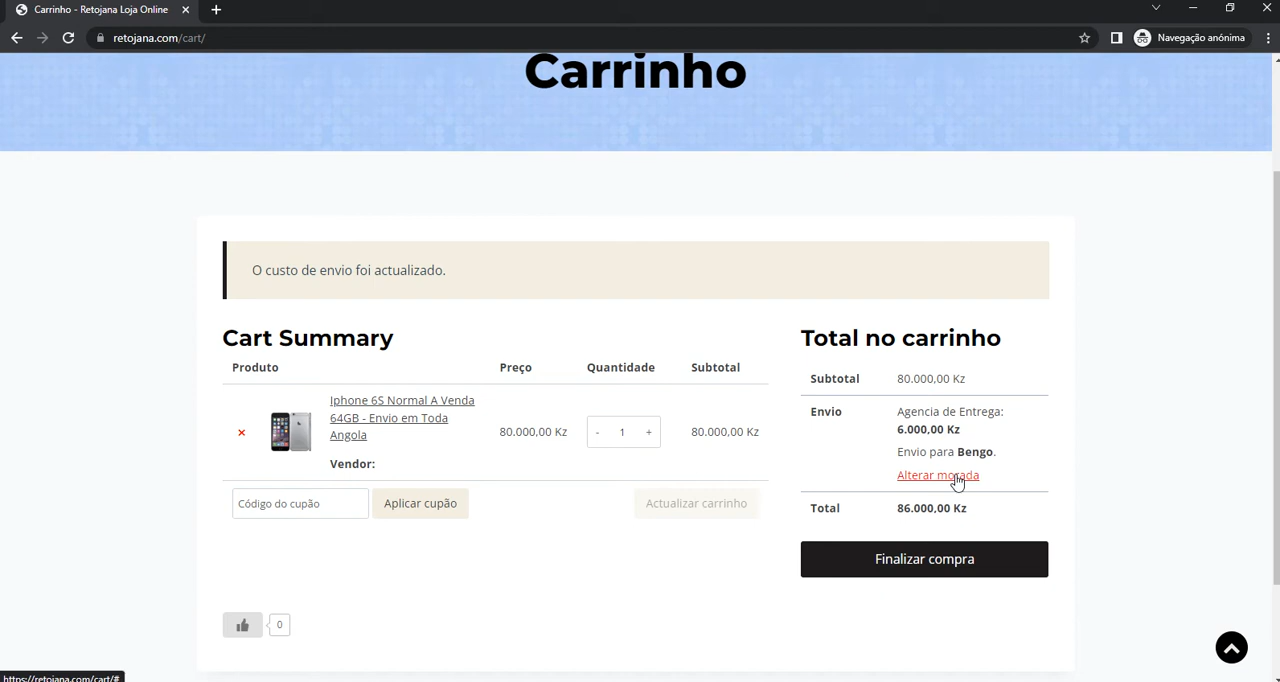 Carrinho - Retojana Loja Online
retojana.com/cart/
Navegação anónima
Carrinho
O custo de envio foi actualizado.
Cart Summary
Produto Preço Quantidade Subtotal
Iphone 6S Normal A Venda
64GB - Envio em Toda
Angola
Vendor:
80.000,00 Kz - 1 + 80.000,00 Kz
Código do cupão Aplicar cupão Actualizar carrinho
0
Total no carrinho
Subtotal 80.000,00 Kz
Envio Agencia de Entrega:
6.000,00 Kz
Envio para Bengo.
Alterar morada
Total 86.000,00 Kz
Finalizar compra
https://retojana.com/cart/#